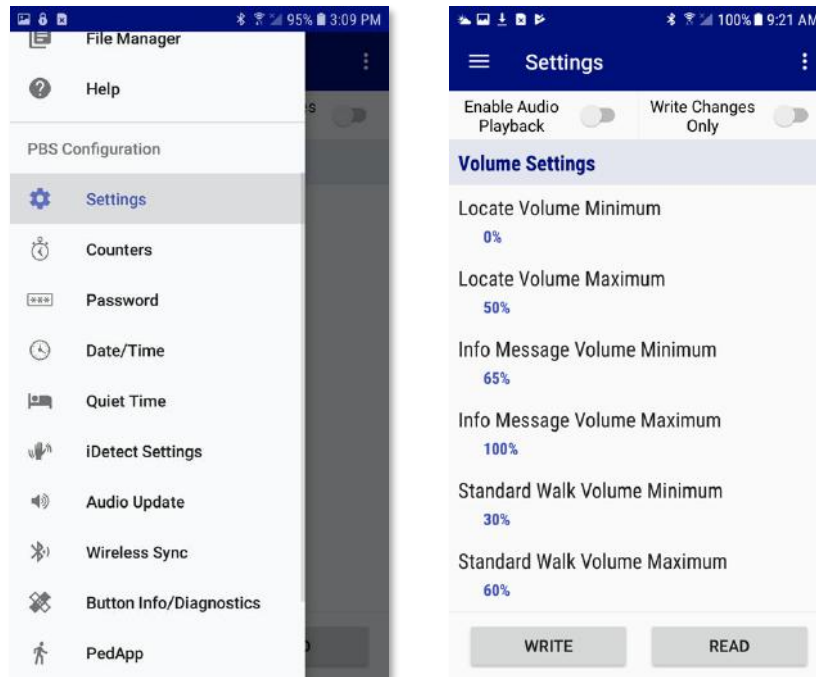 95% 3:09 PM
File Manager
Help
PBS Configuration
Settings
Counters
Password
Date/Time
Quiet Time
iDetect Settings
Audio Update
Wireless Sync
Button Info/Diagnostics
PedApp
100% 9:21 AM
Settings
Enable Audio
Playback
Write Changes
Only
Volume Settings
Locate Volume Minimum
0%
Locate Volume Maximum
50%
Info Message Volume Minimum
65%
Info Message Volume Maximum
100%
Standard Walk Volume Minimum
30%
Standard Walk Volume Maximum
60%
WRITE
READ